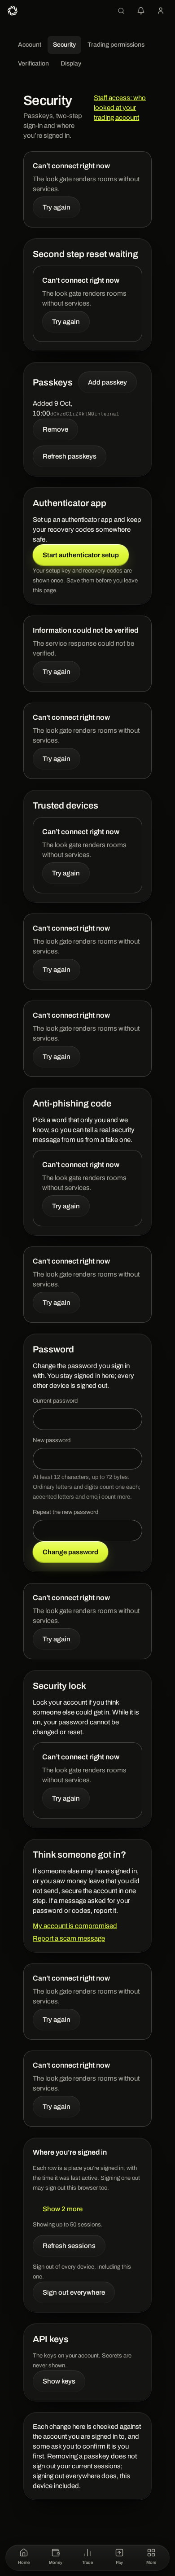 Account
Security
Trading permissions
Verification
Display
Security
Passkeys, two-step
sign-in and where
you're signed in.
Staff access: who
looked at your
trading account
Can't connect right now
The look gate renders rooms without
services.
Try again
Second step reset waiting
Can't connect right now
The look gate renders rooms
without services.
Try again
Passkeys
Add passkey
Added 9 Oct,
10:00
Remove
Refresh passkeys
Authenticator app
Set up an authenticator app and keep
your recovery codes somewhere
safe.
Start authenticator setup
Your setup key and recovery codes are
shown once. Save them before you leave
this page.
Information could not be verified
The service response could not be
verified.
Try again
Can't connect right now
The look gate renders rooms without
services.
Try again
Trusted devices
Can't connect right now
The look gate renders rooms
without services.
Try again
Can't connect right now
The look gate renders rooms without
services.
Try again
Can't connect right now
The look gate renders rooms without
services.
Try again
Anti-phishing code
Pick a word that only you and we
know, so you can tell a real security
message from us from a fake one.
Can't connect right now
The look gate renders rooms
without services.
Try again
Can't connect right now
The look gate renders rooms without
services.
Try again
Password
Change the password you sign in
with. You stay signed in here; every
other device is signed out.
Current password
New password
At least 12 characters, up to 72 bytes.
Ordinary letters and digits count one each;
accented letters and emoji count more.
Repeat the new password
Change password
Can't connect right now
The look gate renders rooms without
services.
Try again
Security lock
Lock your account if you think
someone else could get in. While it is
on, your password cannot be
changed or reset.
Can't connect right now
The look gate renders rooms
without services.
Try again
Think someone got in?
If someone else may have signed in,
or you saw money leave that you did
not send, secure the account in one
step. If a message asked for your
password or codes, report it.
My account is compromised
Report a scam message
Can't connect right now
The look gate renders rooms without
services.
Try again
Can't connect right now
The look gate renders rooms without
services.
Try again
Where you're signed in
Each row is a place you're signed in, with
the time it was last active. Signing one out
may sign out this browser too.
Show 2 more
Showing up to 50 sessions.
Refresh sessions
Sign out of every device, including this
one.
Sign out everywhere
API keys
The keys on your account. Secrets are
never shown.
Show keys
Each change here is checked against
the account you are signed in to, and
some ask you to confirm it is you
first. Removing a passkey does not
sign out your current sessions;
signing out everywhere does, this
device included.
Home
Money
Trade
Pay
More